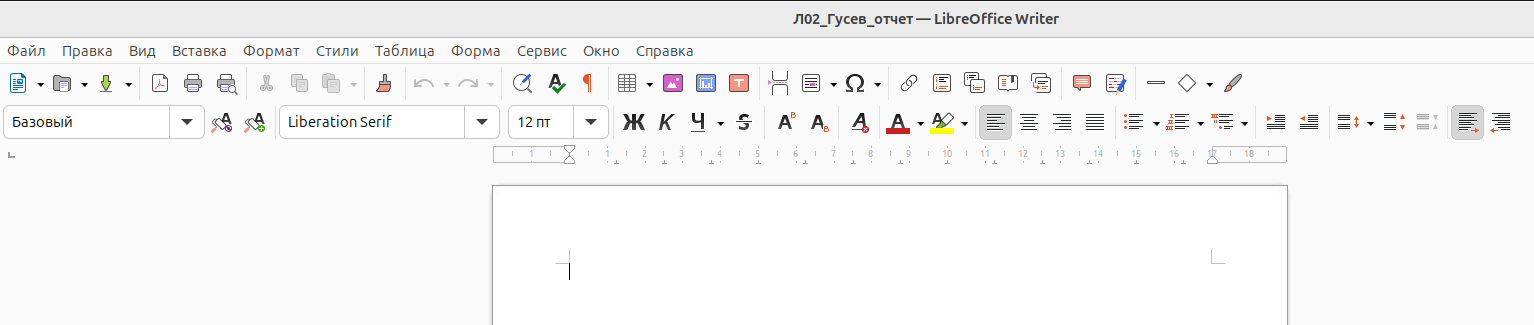 Л02_Гусев_отчет — LibreOffice Writer
Файл Правка Вид Вставка Формат Стили Таблица Форма Сервис Окно Справка
Базовый Liberation Serif 12 пт Ж К Ч S
1 1 2 3 4 5 6 7 8 9 10 11 12 13 14 15 16 17 18